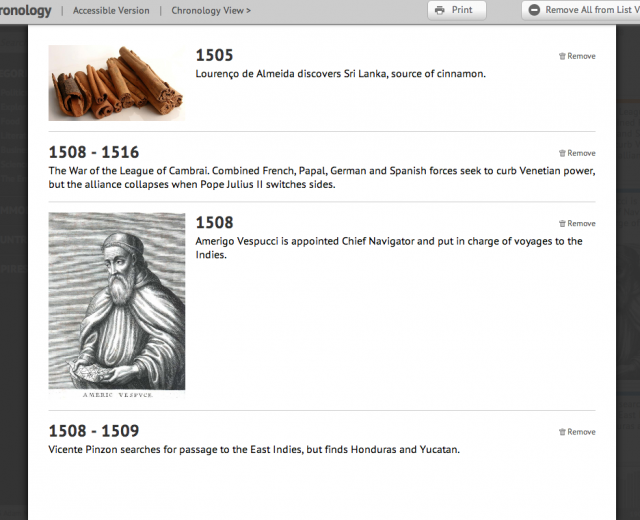 Accessible Version | Chronology View >
Print
Remove All from List V
1505
Remove
Lourenço de Almeida discovers Sri Lanka, source of cinnamon.
1508 - 1516
Remove
The War of the League of Cambrai. Combined French, Papal, German and Spanish forces seek to curb Venetian power,
but the alliance collapses when Pope Julius II switches sides.
1508
Remove
Amerigo Vespucci is appointed Chief Navigator and put in charge of voyages to the
Indies.
AMERIC VESPVCE.
1508 - 1509
Remove
Vicente Pinzon searches for passage to the East Indies, but finds Honduras and Yucatan.